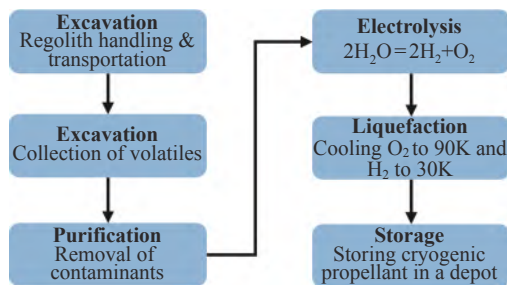 Excavation
Regolith handling &
transportation
Excavation
Collection of volatiles
Purification
Removal of
contaminants
Electrolysis
2H₂O=2H₂+O₂
Liquefaction
Cooling O₂ to 90K and
H₂ to 30K
Storage
Storing cryogenic
propellant in a depot